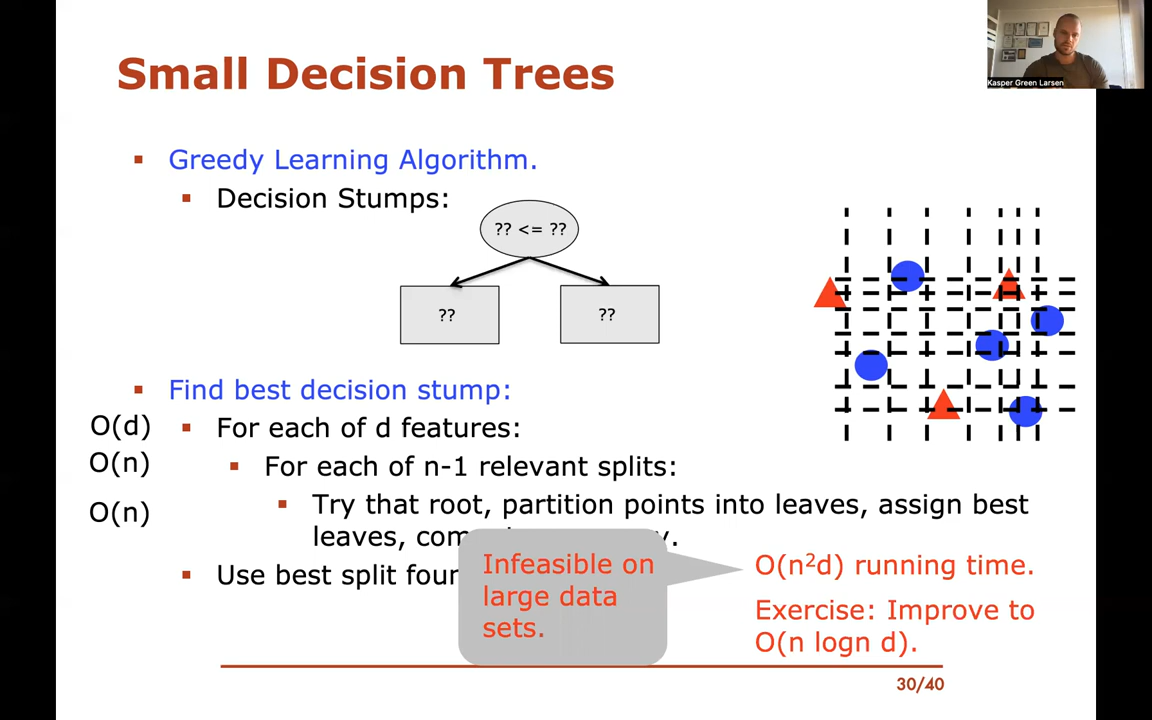 Small Decision Trees
Kasper Green Larsen
Greedy Learning Algorithm.
Decision Stumps:
?? <= ??
??
??
Find best decision stump:
O(d)
For each of d features:
O(n)
For each of n-1 relevant splits:
O(n)
Try that root, partition points into leaves, assign best
leaves,
Use best split
Infeasible on
large data
sets.
O(n²d) running time.
Exercise: Improve to
O(n logn d).
30/40